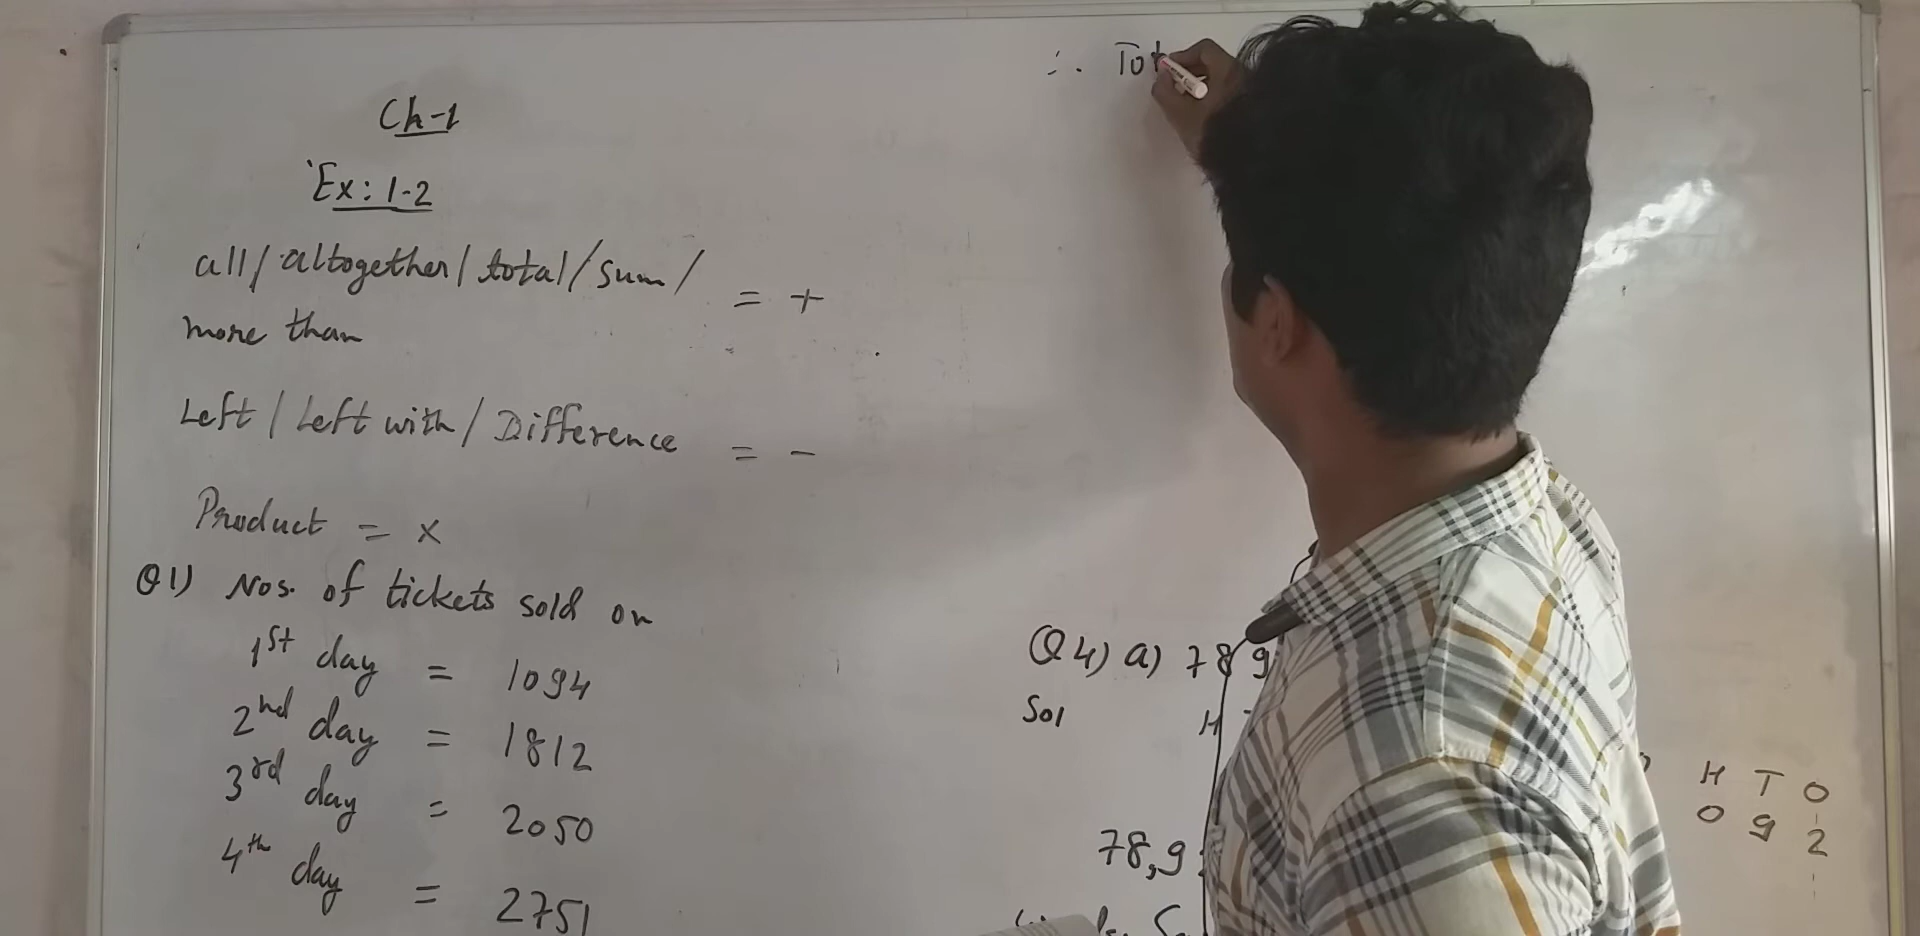 Ch-1
Ex: 1-2
all/altogether/total/sum/
more than = +
Left/Left with/Difference = -
Product = x
Q1) Nos. of tickets sold on
1st day = 1094
2nd day = 1812
3rd day = 2050
4th day = 2751
∴ Tot
Q4) a) 789
Sol H
H T O
0 9 2
78,9